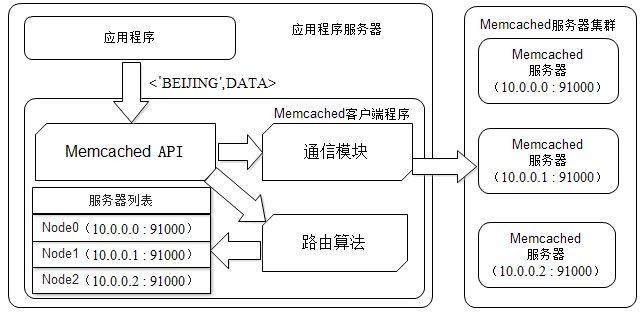 应用程序服务器
应用程序
<'BEIJING',DATA>
Memcached客户端程序
Memcached API
通信模块
服务器列表
Node0（10.0.0.0 : 91000）
Node1（10.0.0.1 : 91000）
Node2（10.0.0.2 : 91000）
路由算法
Memcached服务器集群
Memcached
服务器
（10.0.0.0 : 91000）
Memcached
服务器
（10.0.0.1 : 91000）
Memcached
服务器
（10.0.0.2 : 91000）